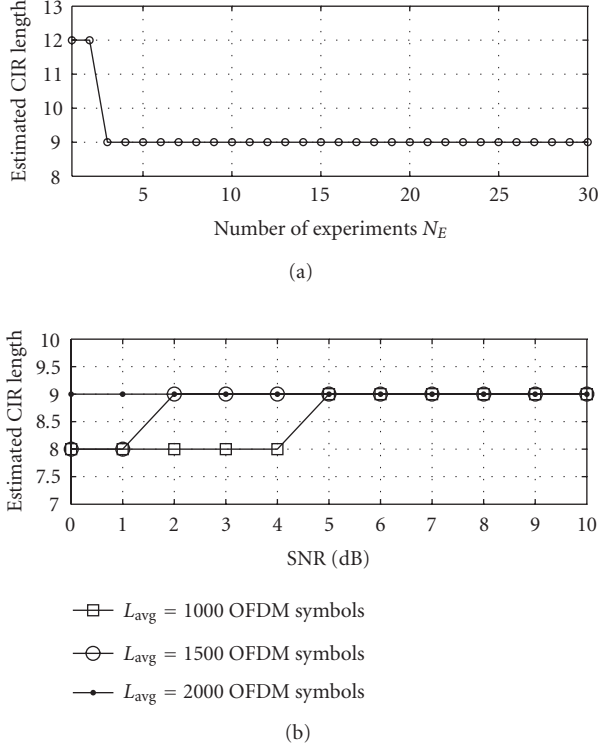 13
12
11
10
9
8
Estimated CIR length
5 10 15 20 25 30
Number of experiments N_E
(a)
10
9.5
9
8.5
8
7.5
7
Estimated CIR length
0 1 2 3 4 5 6 7 8 9 10
SNR (dB)
L_avg = 1000 OFDM symbols
L_avg = 1500 OFDM symbols
L_avg = 2000 OFDM symbols
(b)